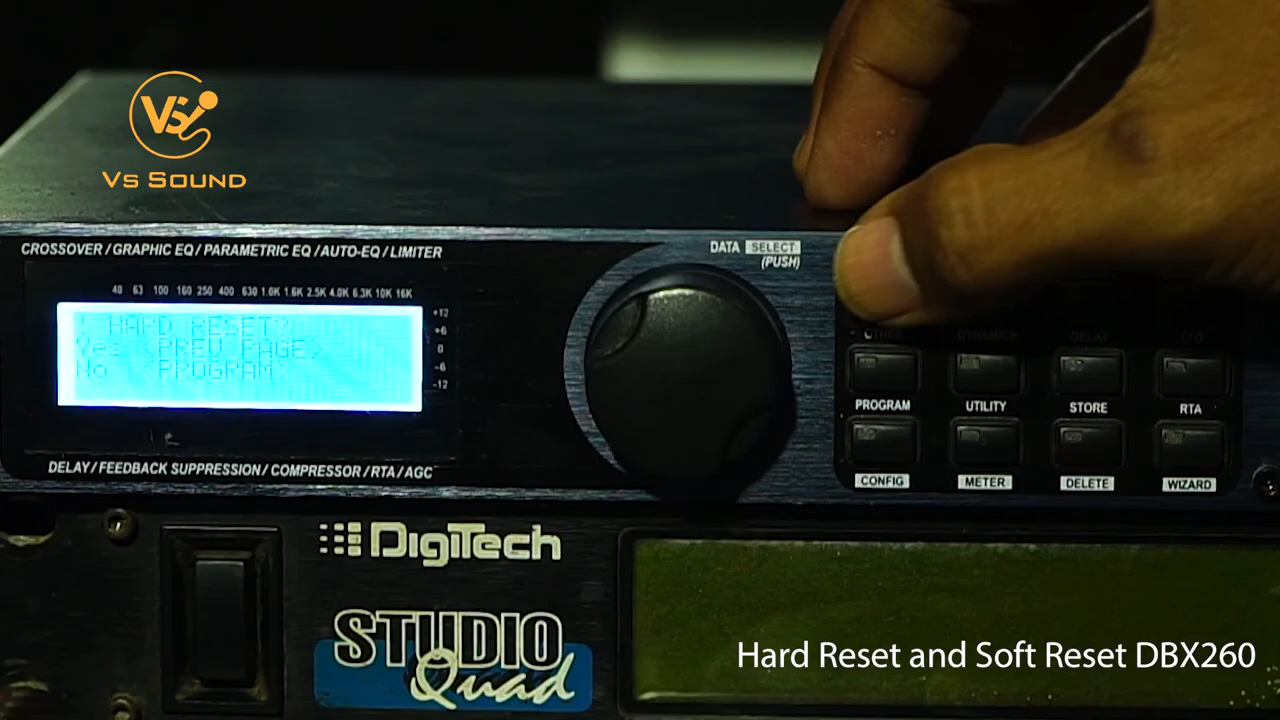 VS
VS SOUND
CROSSOVER / GRAPHIC EQ / PARAMETRIC EQ / AUTO-EQ / LIMITER
DATA SELECT
(PUSH)
40 63 100 160 250 400 630 1.0K 1.6K 2.5K 4.0K 6.3K 10K 16K
+12
+6
0
-6
-12
HARD RESET?
Yes <PREV PAGE>
No <PROGRAM>
OTHER DYNAMICS DELAY I/O
PROGRAM UTILITY STORE RTA
CONFIG METER DELETE WIZARD
DELAY / FEEDBACK SUPPRESSION / COMPRESSOR / RTA / AGC
DigiTech
STUDIO
Quad
Hard Reset and Soft Reset DBX260